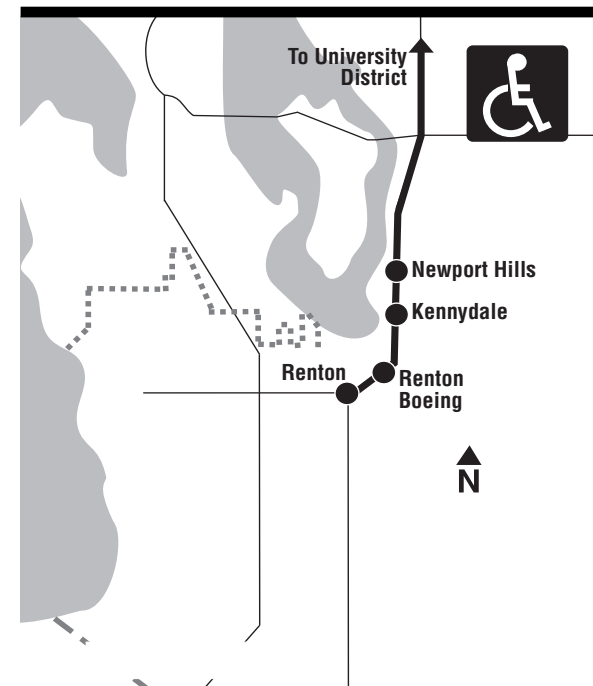 To University
District
Newport Hills
Kennydale
Renton
Renton
Boeing
N